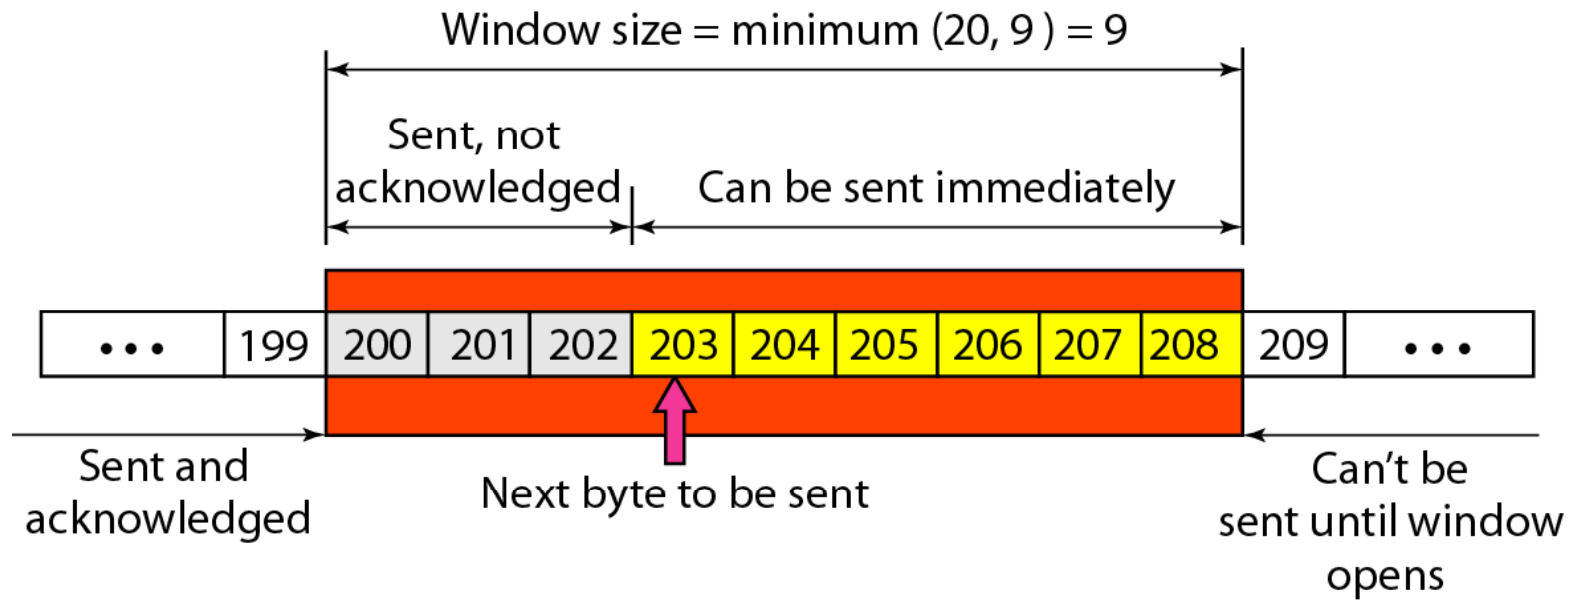 Window size = minimum (20, 9 ) = 9
Sent, not
acknowledged
Can be sent immediately
••• 199 200 201 202 203 204 205 206 207 208 209 •••
Sent and
acknowledged
Next byte to be sent
Can’t be
sent until window
opens